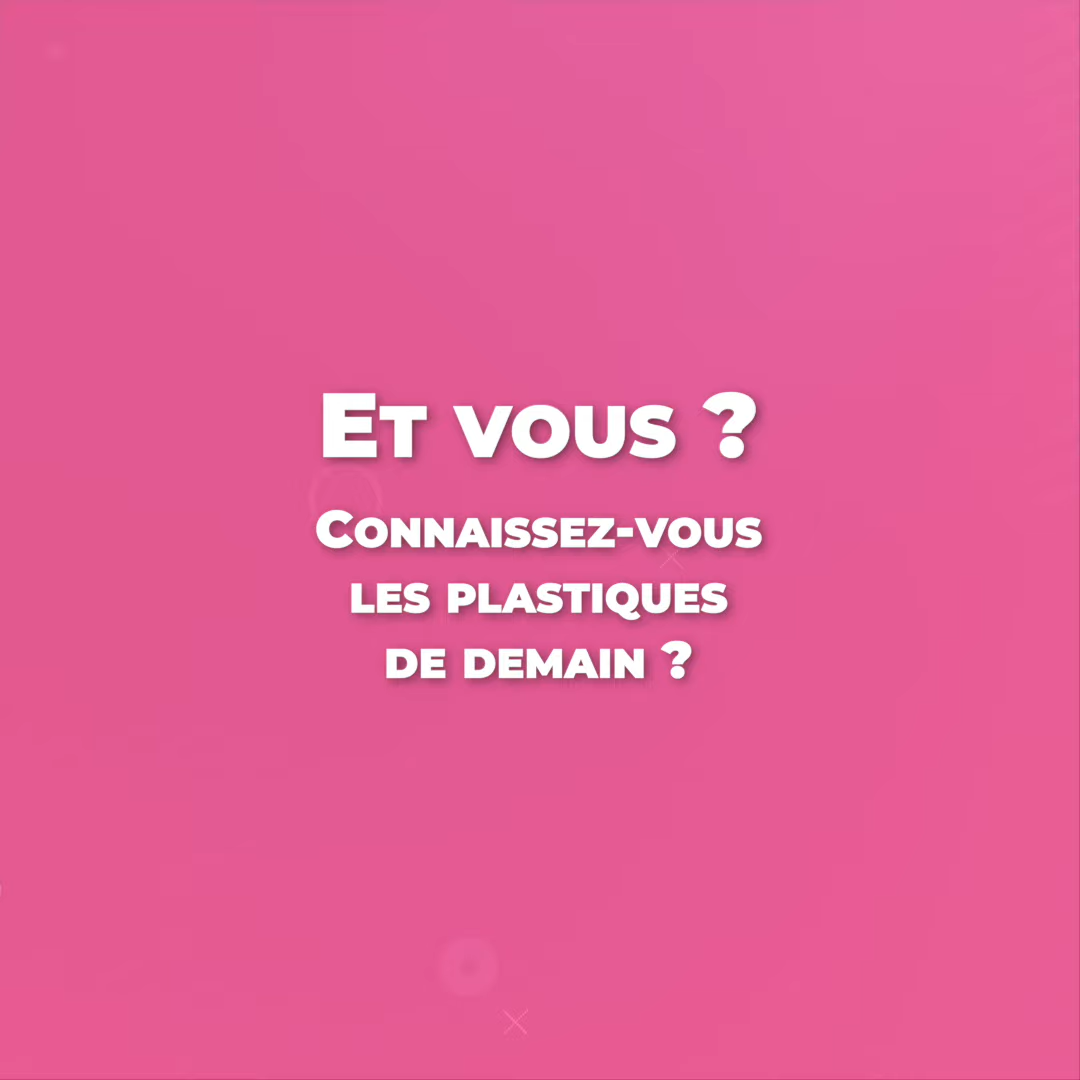 Et vous ?
Connaissez-vous
les plastiques
de demain ?